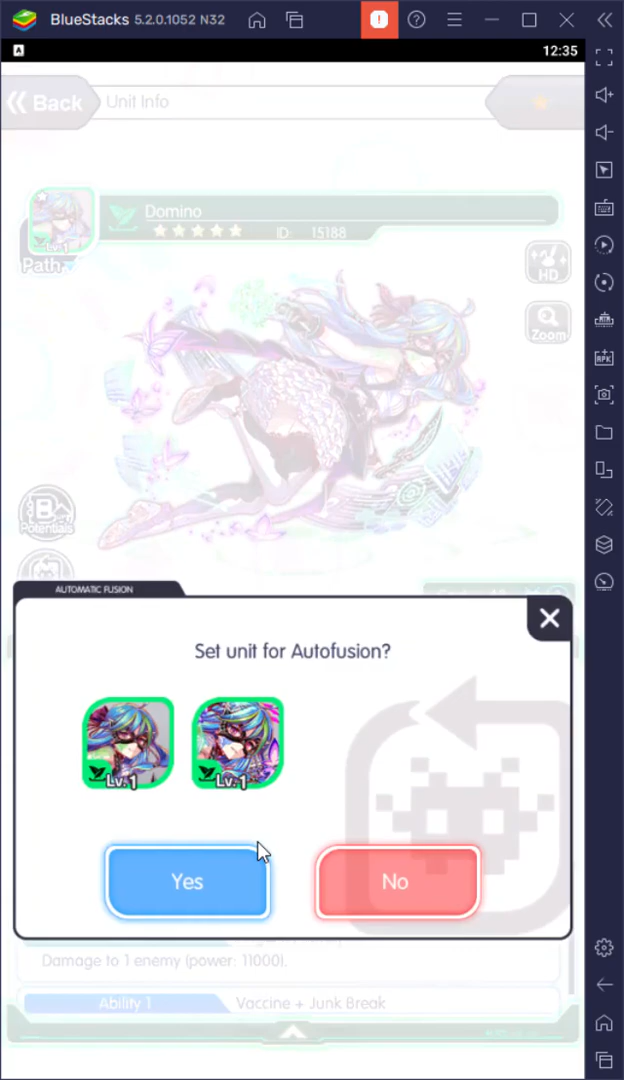 BlueStacks 5.2.0.1052 N32
A
12:35
Back
Unit Info
Domino
ID: 15188
Lv.1
Path
HD
Zoom
Potentials
AUTOMATIC FUSION
Set unit for Autofusion?
Lv.1
Lv.1
Yes
No
Damage to 1 enemy (power: 11000).
Ability 1
Vaccine + Junk Break